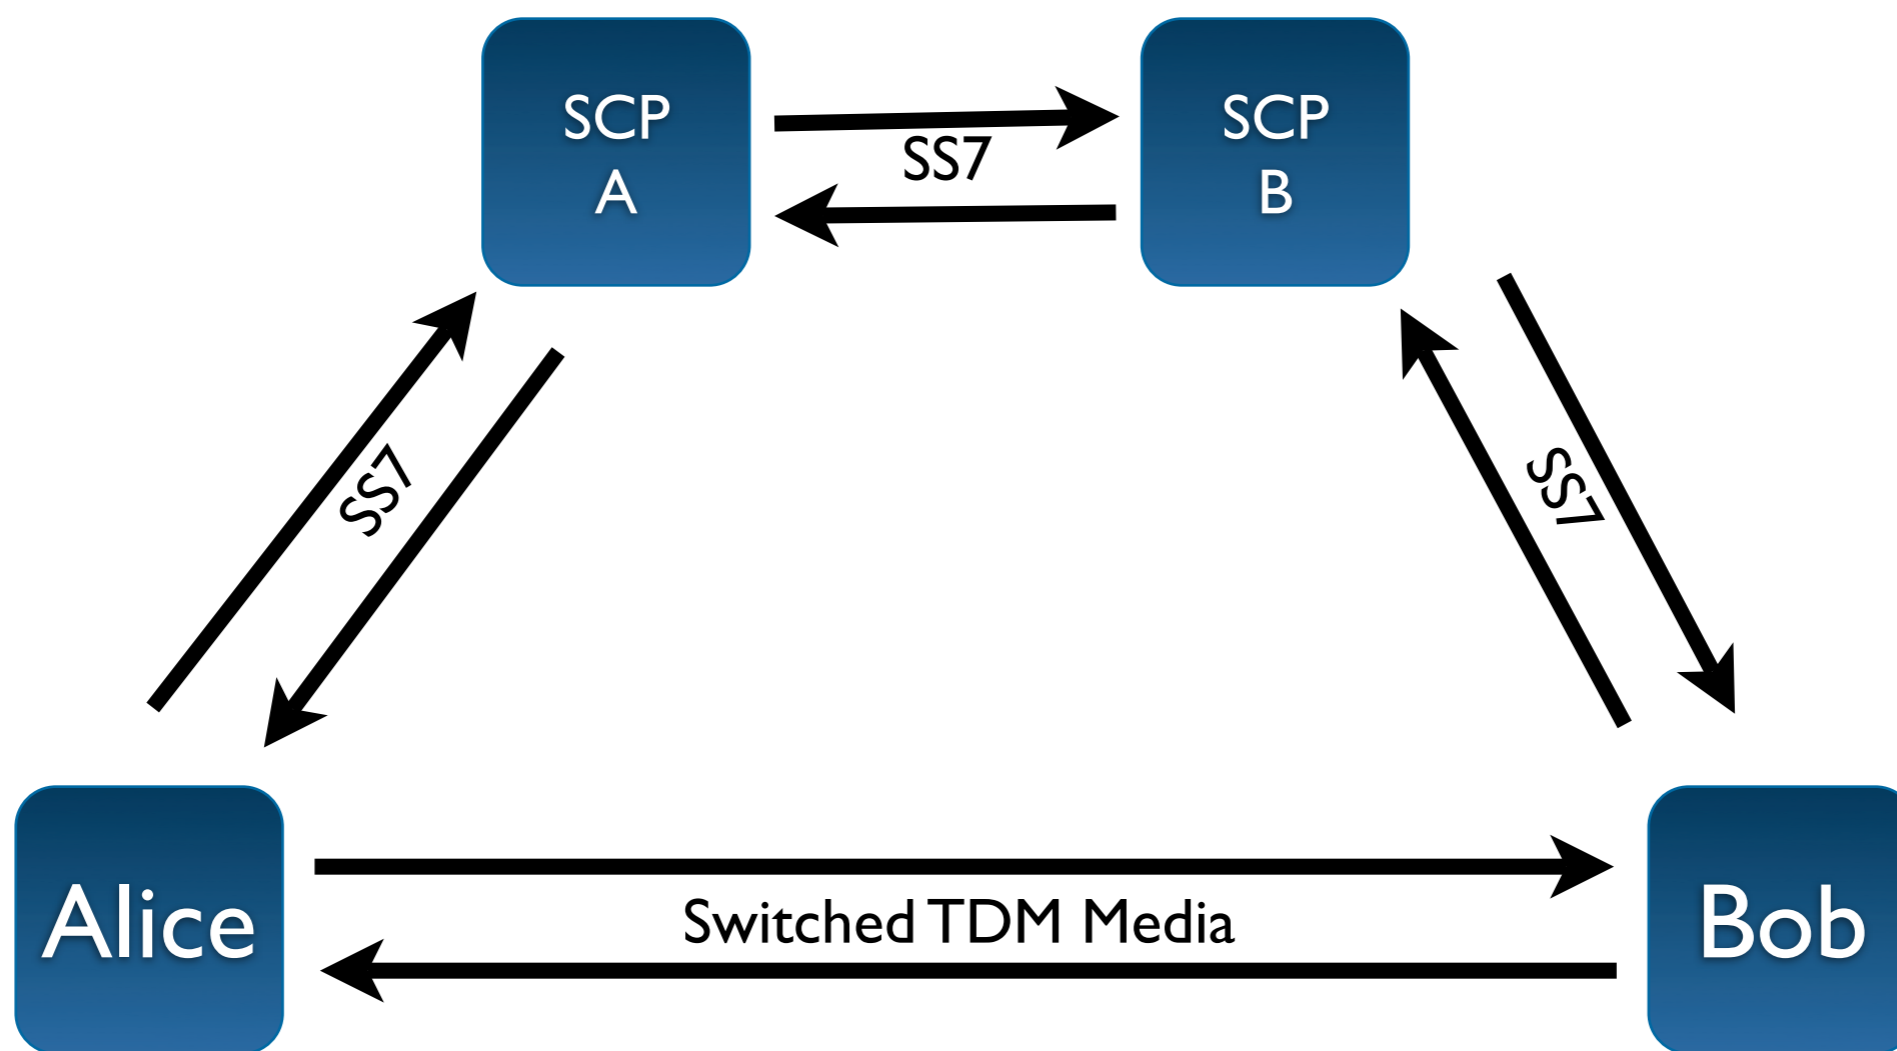 SCP
A
SS7
SCP
B
SS7
SS7
Alice
Switched TDM Media
Bob